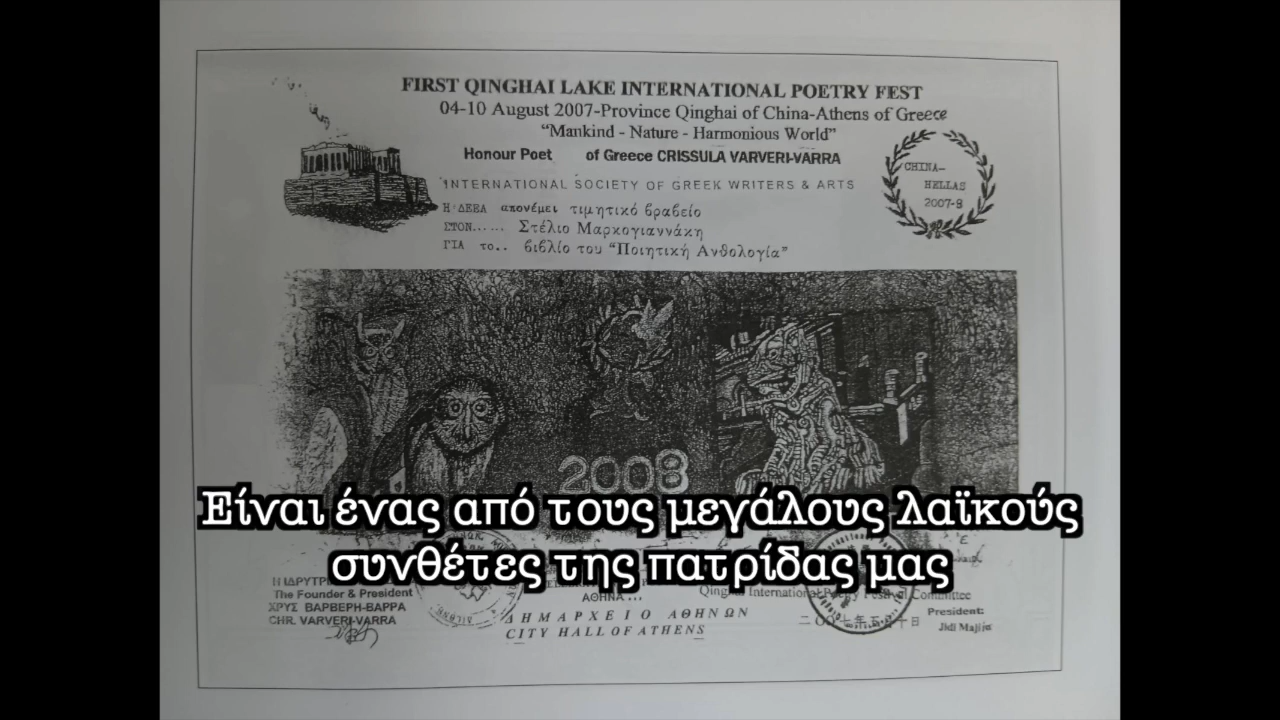 FIRST QINGHAI LAKE INTERNATIONAL POETRY FEST
04-10 August 2007-Province Qinghai of China-Athens of Greece
“Mankind - Nature - Harmonious World”
Honour Poet of Greece CRISSULA VARVERI-VARRA
CHINA-
HELLAS
2007-8
INTERNATIONAL SOCIETY OF GREEK WRITERS & ARTS
Η ΔΕΕΛ απονέμει τιμητικό βραβείο
ΣΤΟΝ...... Στέλιο Μαρκογιαννάκη
ΓΙΑ το.. βιβλίο του “Ποιητική Ανθολογία”
2008
Είναι ένας από τους μεγάλους λαϊκούς
συνθέτες της πατρίδας μας
The Founder & President
ΧΡΥΣ ΒΑΡΒΕΡΗ-ΒΑΡΡΑ
CHR. VARVERI-VARRA
ΑΘΗΝΑ ...
ΔΗΜΑΡΧΕΙΟ ΑΘΗΝΩΝ
CITY HALL OF ATHENS
Qinghai International Poetry Festival Committee
President:
Jidi Majija